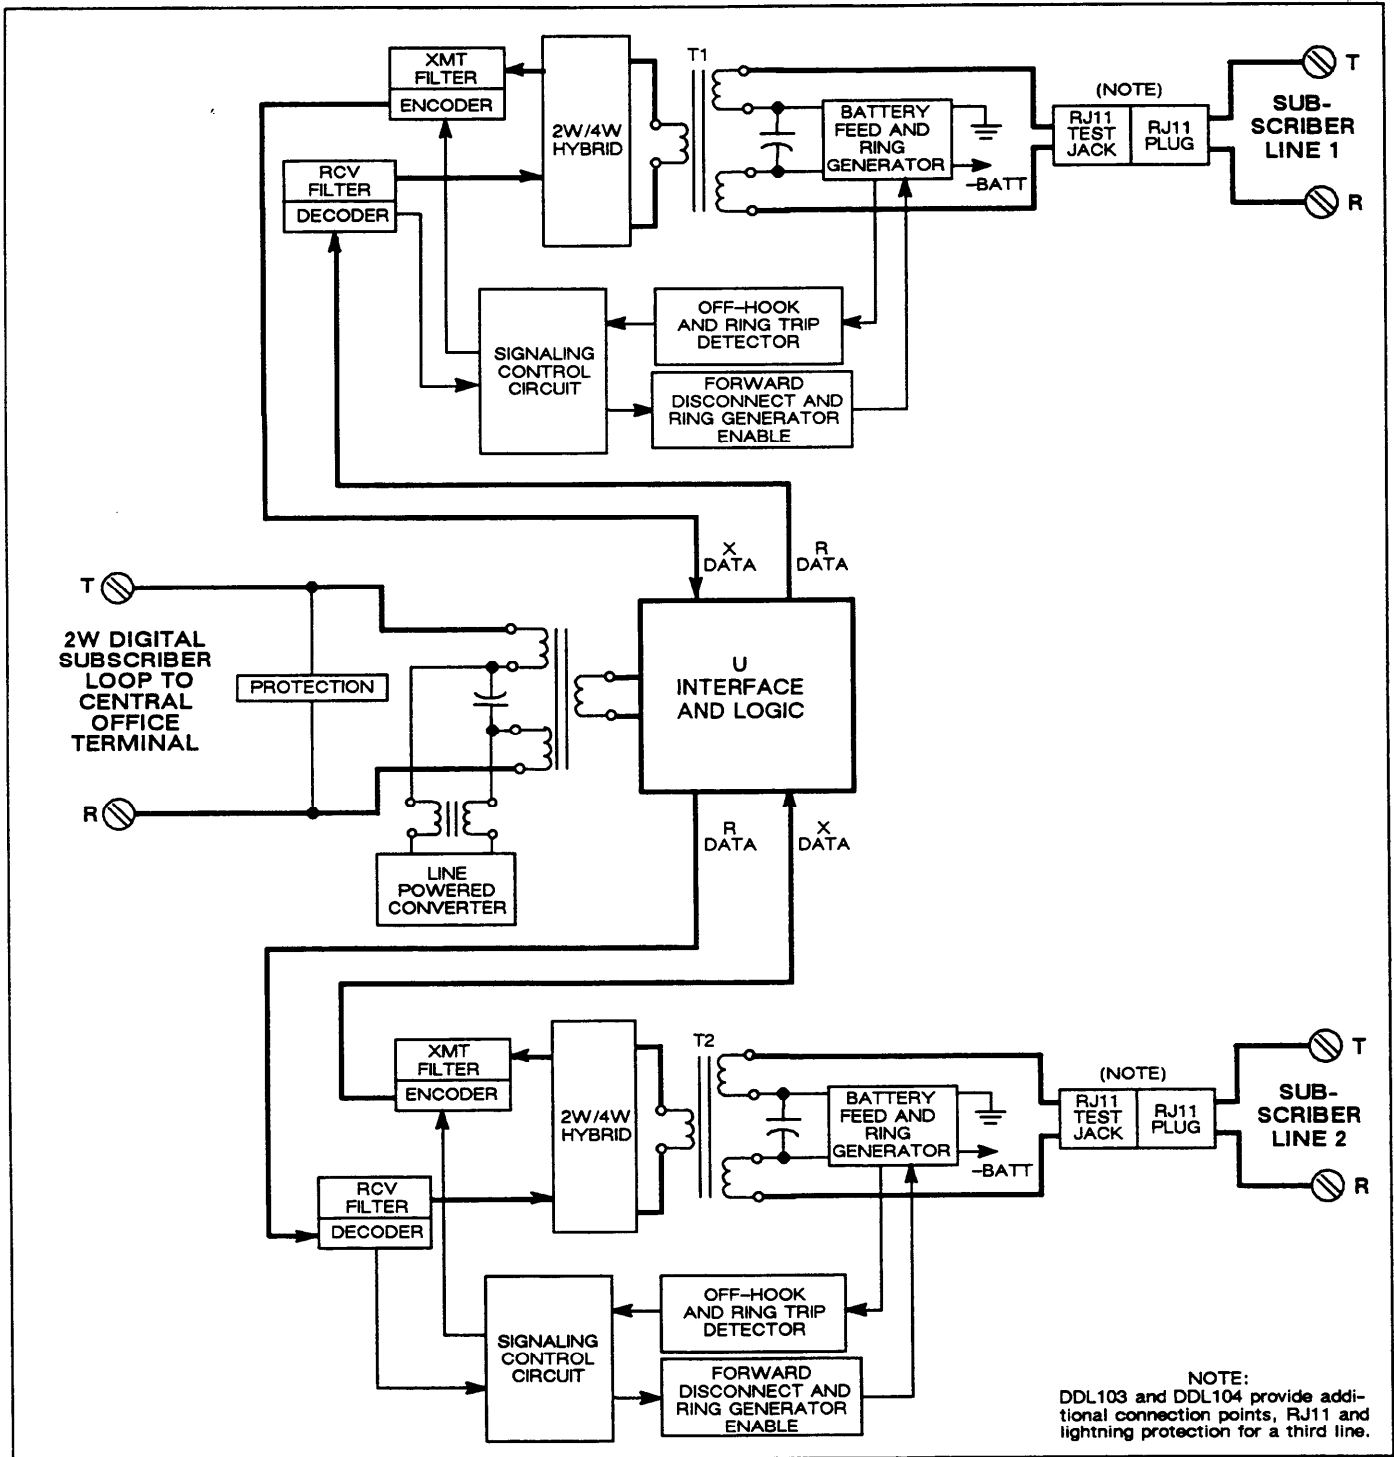 XMT
FILTER
ENCODER
2W/4W
HYBRID
T1
BATTERY
FEED AND
RING
GENERATOR
-BATT
(NOTE)
RJ11
TEST
JACK
RJ11
PLUG
T
SUB-
SCRIBER
LINE 1
R
RCV
FILTER
DECODER
SIGNALING
CONTROL
CIRCUIT
OFF-HOOK
AND RING TRIP
DETECTOR
FORWARD
DISCONNECT AND
RING GENERATOR
ENABLE
X
DATA
R
DATA
T
2W DIGITAL
SUBSCRIBER
LOOP TO
CENTRAL
OFFICE
TERMINAL
R
PROTECTION
LINE
POWERED
CONVERTER
U
INTERFACE
AND LOGIC
R
DATA
X
DATA
XMT
FILTER
ENCODER
2W/4W
HYBRID
T2
BATTERY
FEED AND
RING
GENERATOR
-BATT
(NOTE)
RJ11
TEST
JACK
RJ11
PLUG
T
SUB-
SCRIBER
LINE 2
R
RCV
FILTER
DECODER
SIGNALING
CONTROL
CIRCUIT
OFF-HOOK
AND RING TRIP
DETECTOR
FORWARD
DISCONNECT AND
RING GENERATOR
ENABLE
NOTE:
DDL103 and DDL104 provide addi-
tional connection points, RJ11 and
lightning protection for a third line.